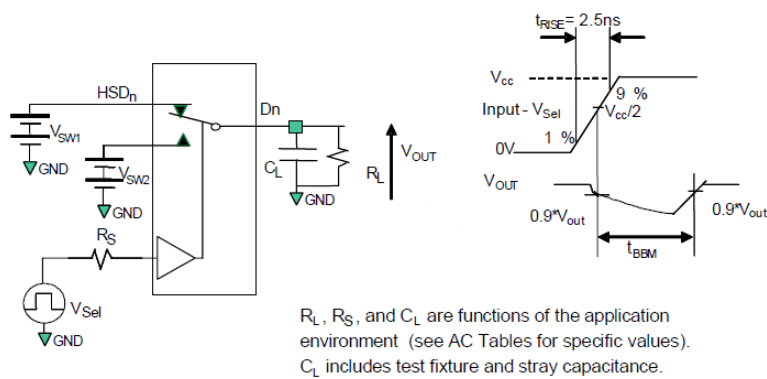 tRISE= 2.5ns
HSDn
Dn
VSW1
GND
VSW2
GND
CL
RL
VOUT
GND
RS
VSel
GND
Vcc
Input - VSel
9 %
Vcc/2
1 %
0V
VOUT
0.9*Vout
0.9*Vout
tBBM
RL, RS, and CL are functions of the application
environment (see AC Tables for specific values).
CL includes test fixture and stray capacitance.